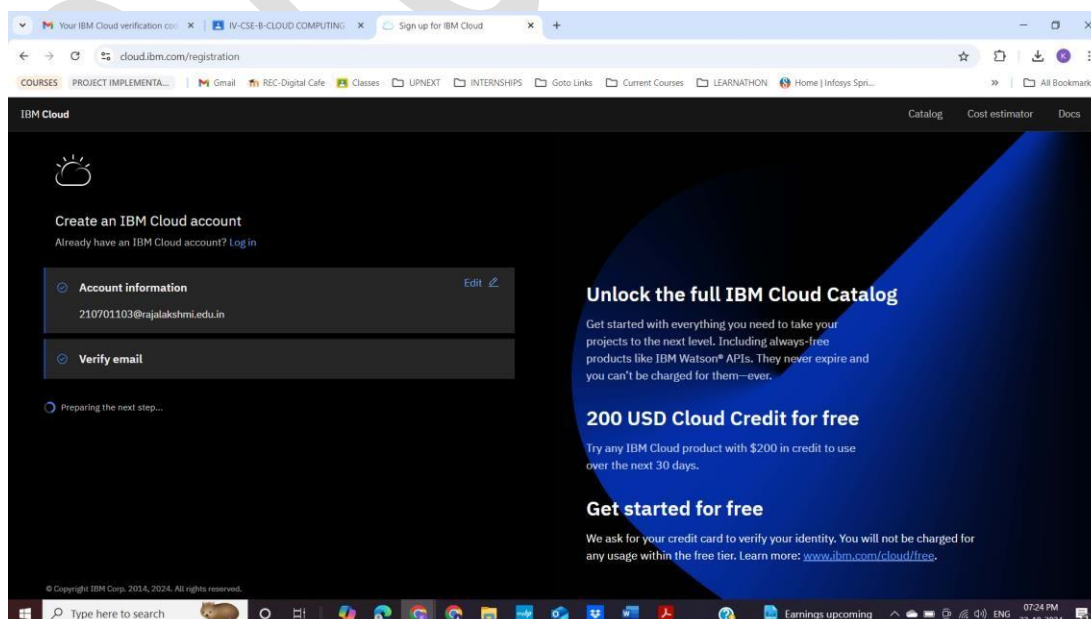 Your IBM Cloud verification cod
IV-CSE-B-CLOUD COMPUTING
Sign up for IBM Cloud
cloud.ibm.com/registration
COURSES
PROJECT IMPLEMENTA...
Gmail
REC-Digital Cafe
Classes
UPNEXT
INTERNSHIPS
Goto Links
Current Courses
LEARNATHON
Home | Infosys Spri...
All Bookmark
IBM Cloud
Catalog
Cost estimator
Docs
Create an IBM Cloud account
Already have an IBM Cloud account? Log in
Account information
Edit
210701103@rajalakshmi.edu.in
Verify email
Preparing the next step...
Unlock the full IBM Cloud Catalog
Get started with everything you need to take your
projects to the next level. Including always-free
products like IBM Watson® APIs. They never expire and
you can't be charged for them—ever.
200 USD Cloud Credit for free
Try any IBM Cloud product with $200 in credit to use
over the next 30 days.
Get started for free
We ask for your credit card to verify your identity. You will not be charged for
any usage within the free tier. Learn more: www.ibm.com/cloud/free.
© Copyright IBM Corp. 2014, 2024. All rights reserved.
Type here to search
Earnings upcoming
ENG
07:24 PM